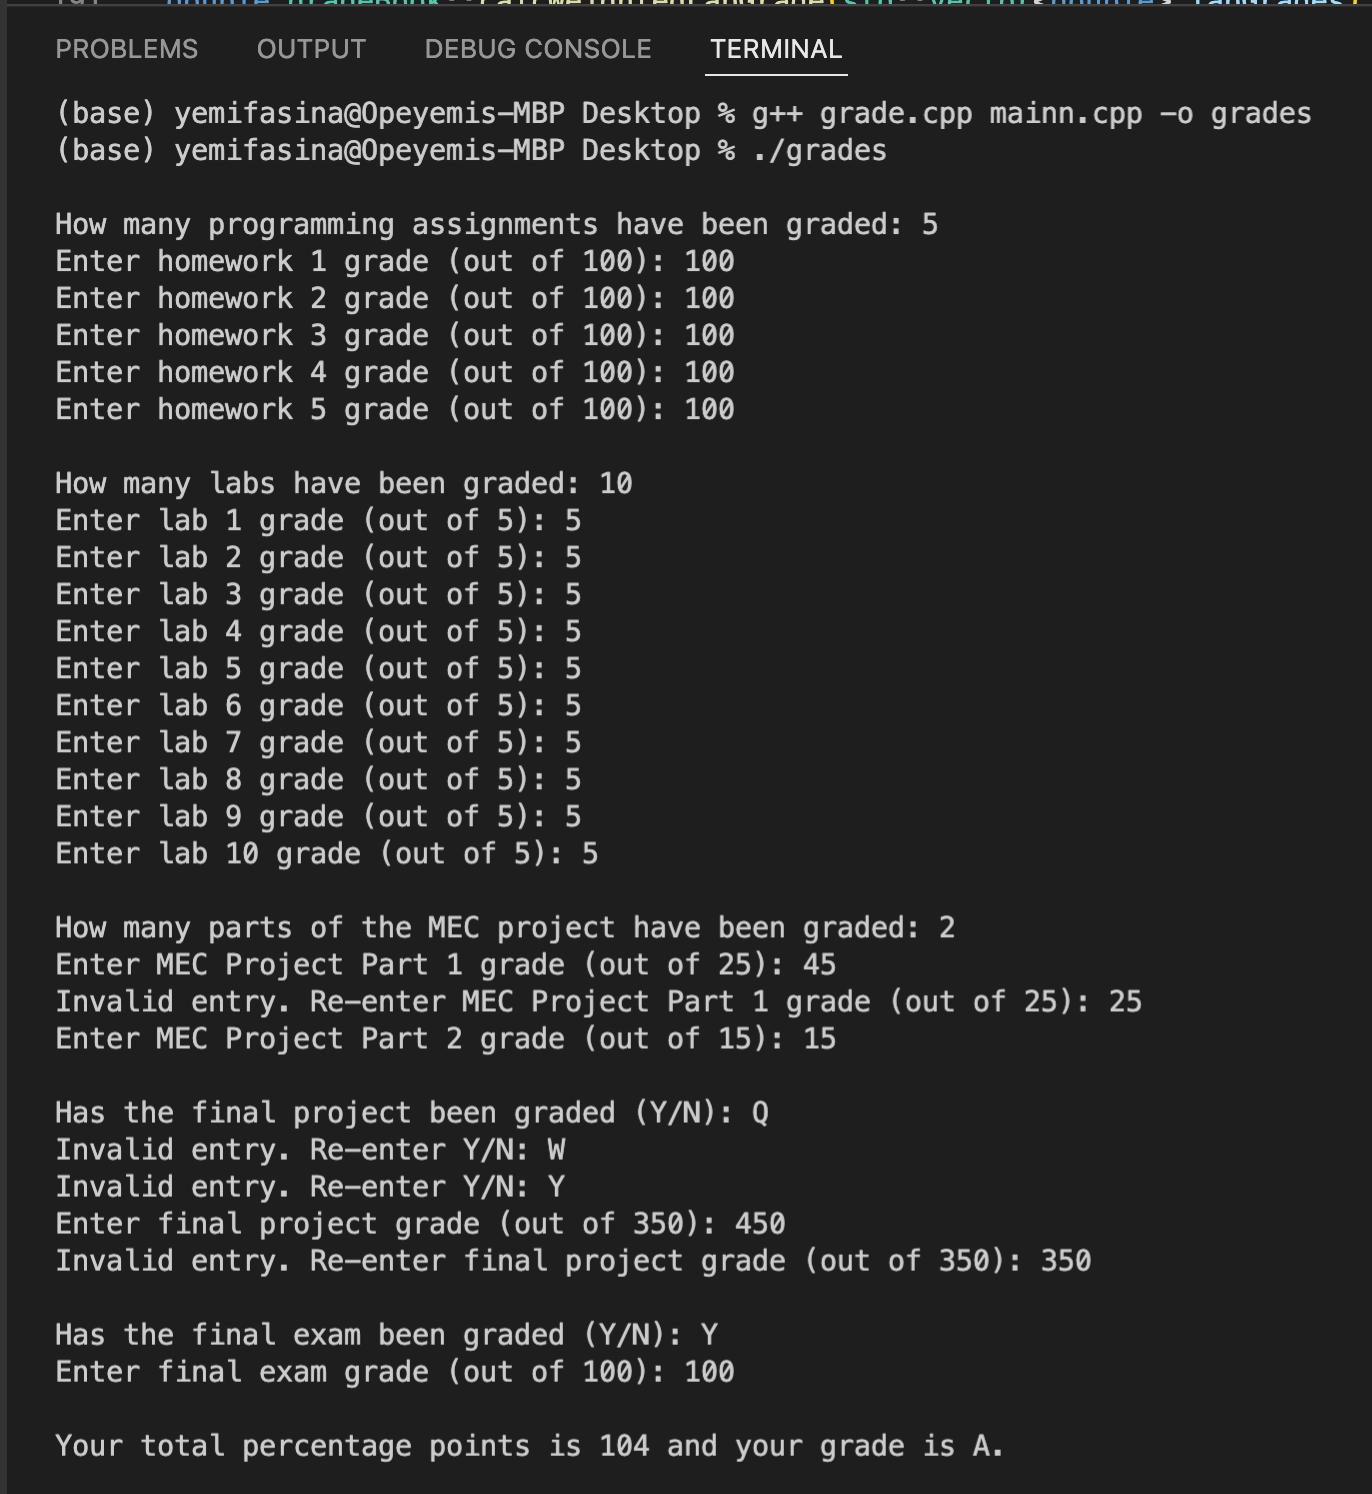 PROBLEMS OUTPUT DEBUG CONSOLE TERMINAL
(base) yemifasina@Opeyemis-MBP Desktop % g++ grade.cpp mainn.cpp -o grades
(base) yemifasina@Opeyemis-MBP Desktop % ./grades
How many programming assignments have been graded: 5
Enter homework 1 grade (out of 100): 100
Enter homework 2 grade (out of 100): 100
Enter homework 3 grade (out of 100): 100
Enter homework 4 grade (out of 100): 100
Enter homework 5 grade (out of 100): 100
How many labs have been graded: 10
Enter lab 1 grade (out of 5): 5
Enter lab 2 grade (out of 5): 5
Enter lab 3 grade (out of 5): 5
Enter lab 4 grade (out of 5): 5
Enter lab 5 grade (out of 5): 5
Enter lab 6 grade (out of 5): 5
Enter lab 7 grade (out of 5): 5
Enter lab 8 grade (out of 5): 5
Enter lab 9 grade (out of 5): 5
Enter lab 10 grade (out of 5): 5
How many parts of the MEC project have been graded: 2
Enter MEC Project Part 1 grade (out of 25): 45
Invalid entry. Re-enter MEC Project Part 1 grade (out of 25): 25
Enter MEC Project Part 2 grade (out of 15): 15
Has the final project been graded (Y/N): Q
Invalid entry. Re-enter Y/N: W
Invalid entry. Re-enter Y/N: Y
Enter final project grade (out of 350): 450
Invalid entry. Re-enter final project grade (out of 350): 350
Has the final exam been graded (Y/N): Y
Enter final exam grade (out of 100): 100
Your total percentage points is 104 and your grade is A.